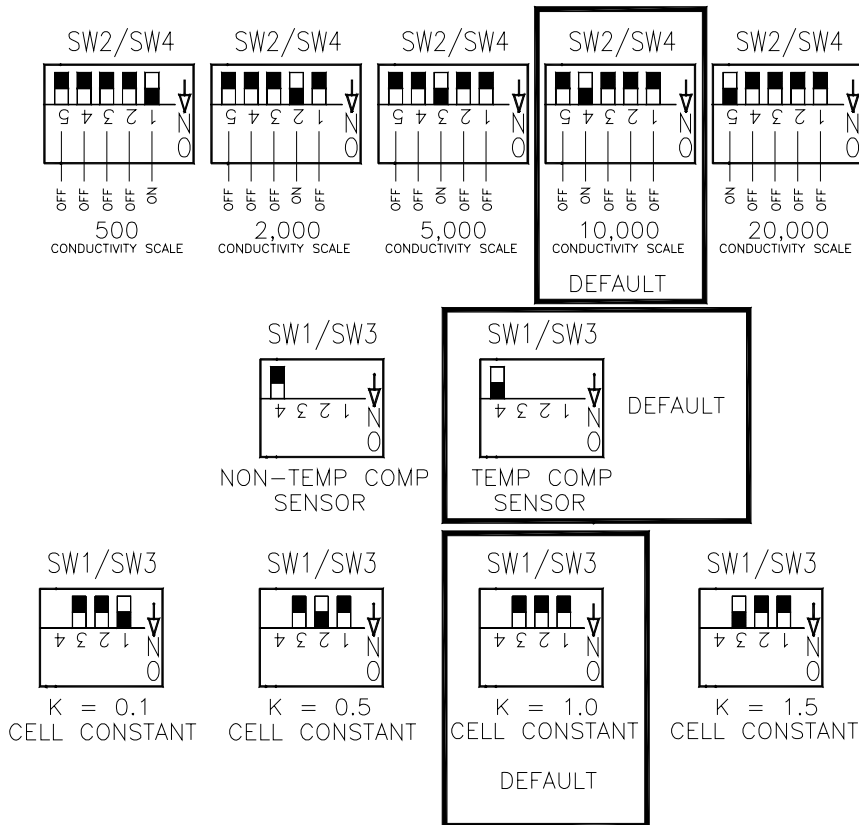 SW2/SW4 SW2/SW4 SW2/SW4 SW2/SW4 SW2/SW4
5 4 3 2 1 ON 5 4 3 2 1 ON 5 4 3 2 1 ON 5 4 3 2 1 ON 5 4 3 2 1 ON
OFF OFF OFF OFF ON OFF OFF OFF ON OFF OFF OFF ON OFF OFF OFF ON OFF OFF OFF ON OFF OFF OFF OFF
500 2,000 5,000 10,000 20,000
CONDUCTIVITY SCALE CONDUCTIVITY SCALE CONDUCTIVITY SCALE CONDUCTIVITY SCALE CONDUCTIVITY SCALE
DEFAULT
SW1/SW3 SW1/SW3
4 3 2 1 ON 4 3 2 1 ON
DEFAULT
NON-TEMP COMP TEMP COMP
SENSOR SENSOR
SW1/SW3 SW1/SW3 SW1/SW3 SW1/SW3
4 3 2 1 ON 4 3 2 1 ON 4 3 2 1 ON 4 3 2 1 ON
K = 0.1 K = 0.5 K = 1.0 K = 1.5
CELL CONSTANT CELL CONSTANT CELL CONSTANT CELL CONSTANT
DEFAULT